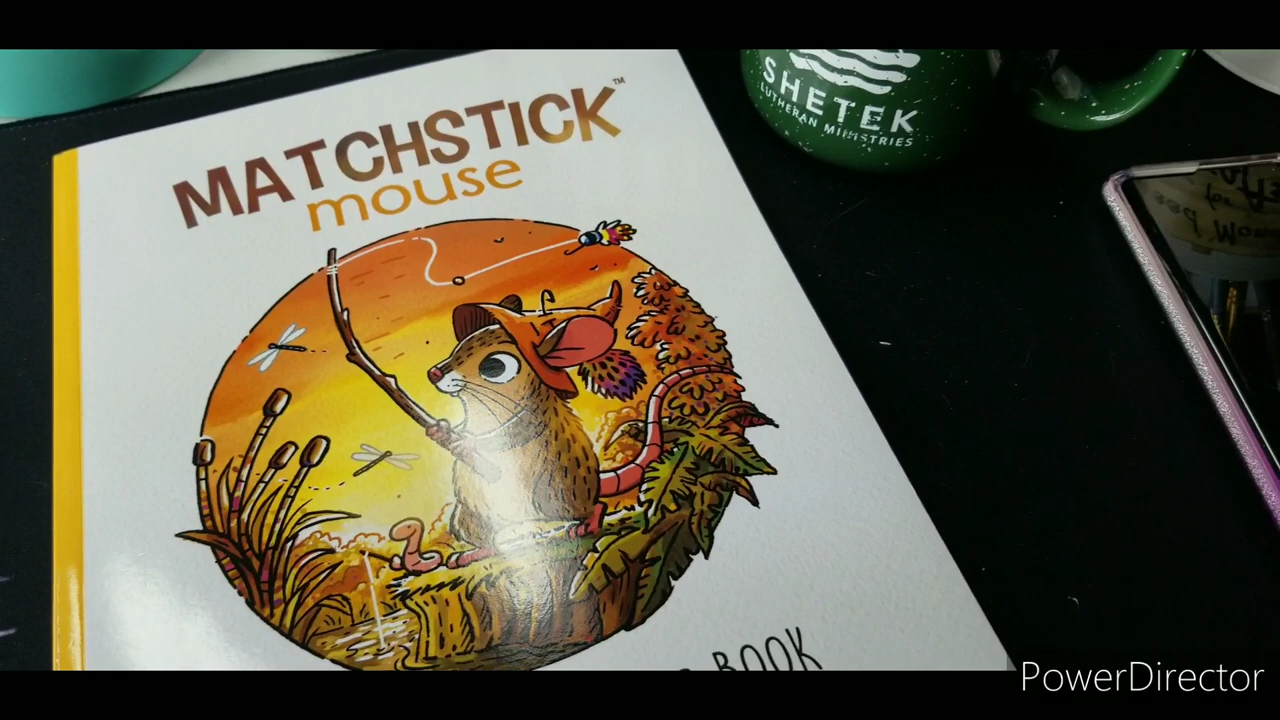 MATCHSTICK™
mouse
BOOK
SHETEK
LUTHERAN MINISTRIES
PowerDirector